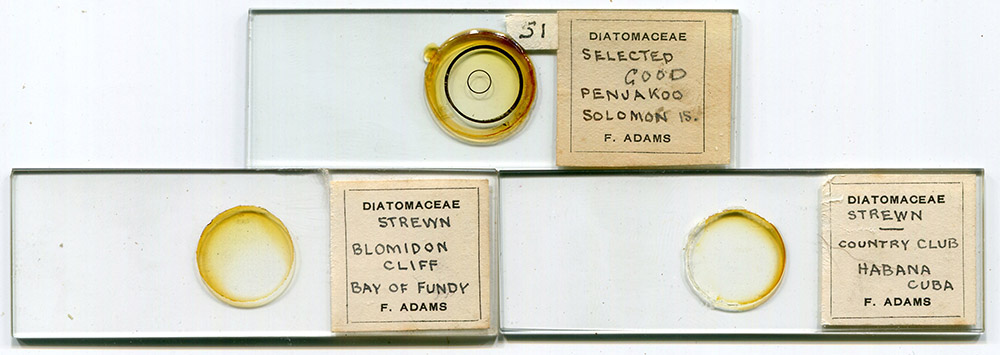 51
DIATOMACEAE
SELECTED
GOOD
PENJAKOO
SOLOMON IS.
F. ADAMS
DIATOMACEAE
STREWN
BLOMIDON
CLIFF
BAY OF FUNDY
F. ADAMS
DIATOMACEAE
STREWN
COUNTRY CLUB
HABANA
CUBA
F. ADAMS